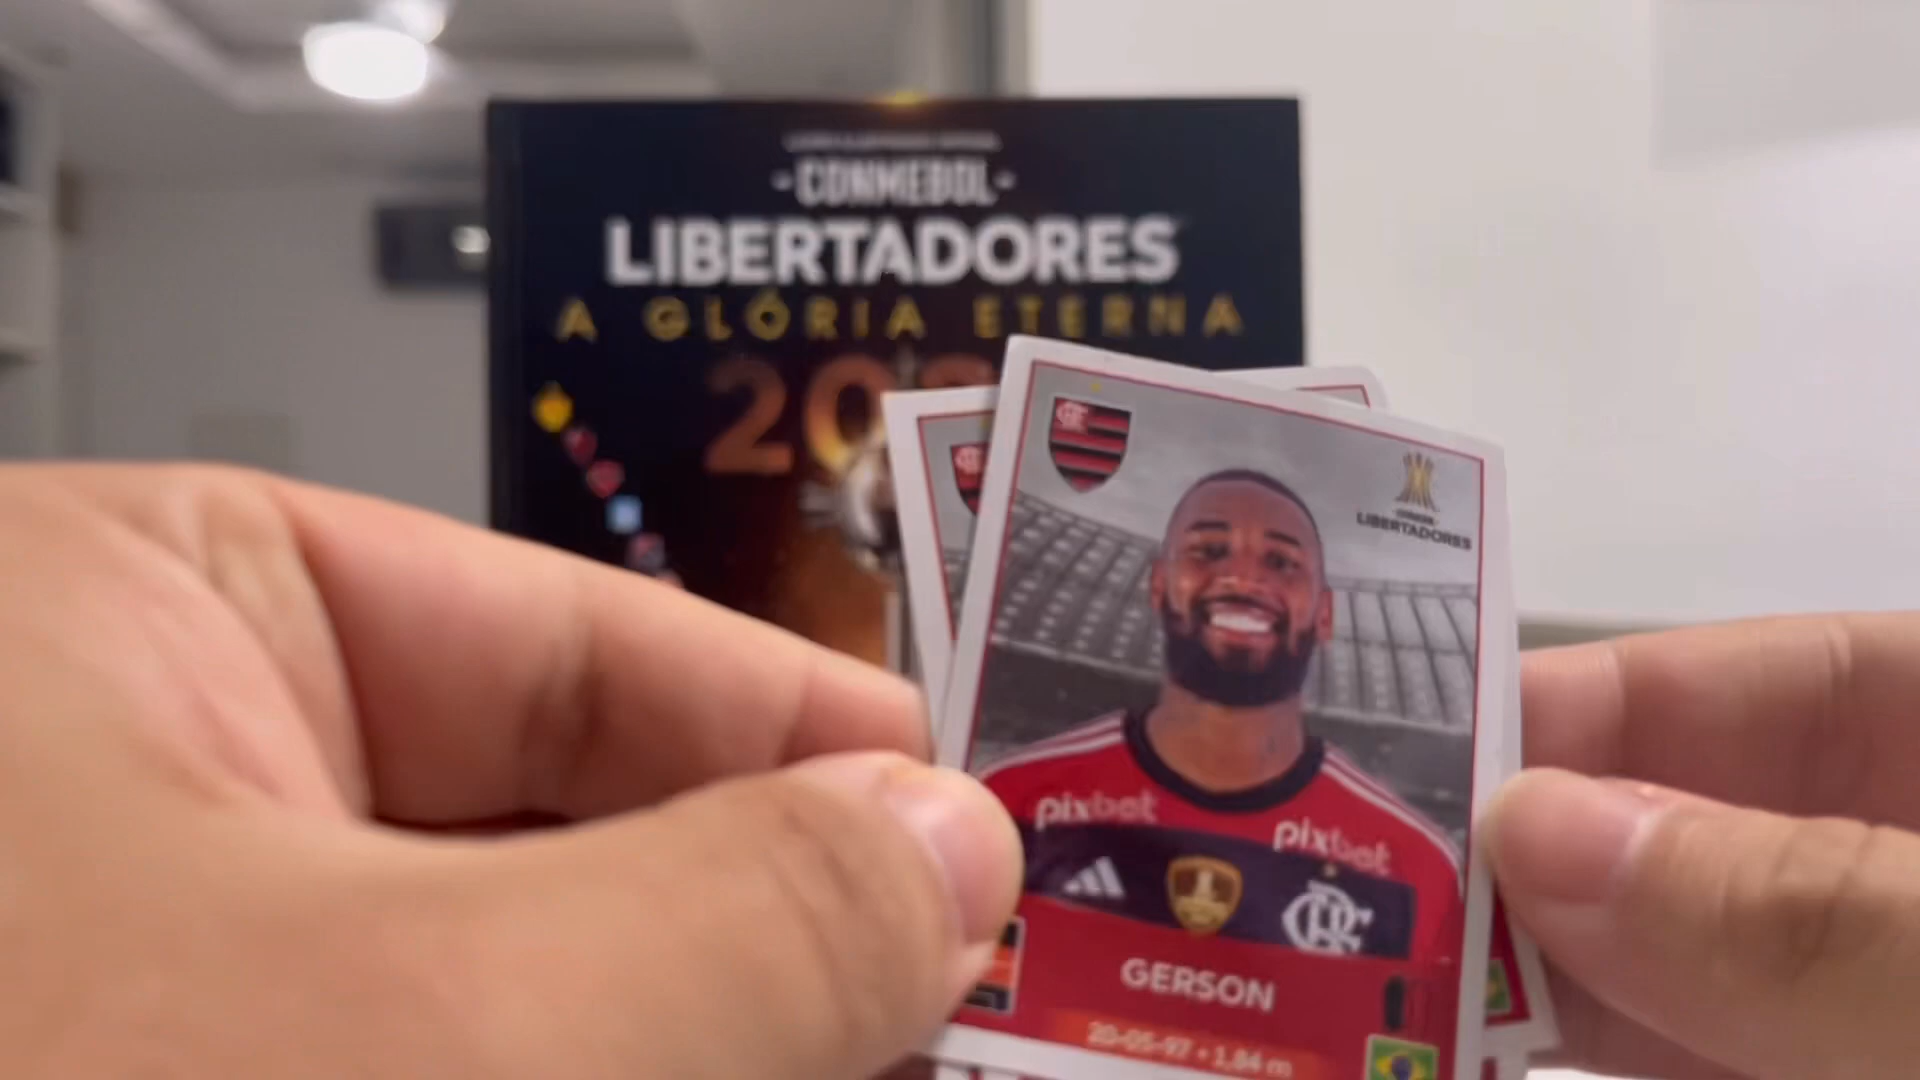 -CONMEBOL-
LIBERTADORES
A GLÓRIA ETERNA
LIBERTADORES
pixbet
pixbet
GERSON
20-05-97 • 1,84 m